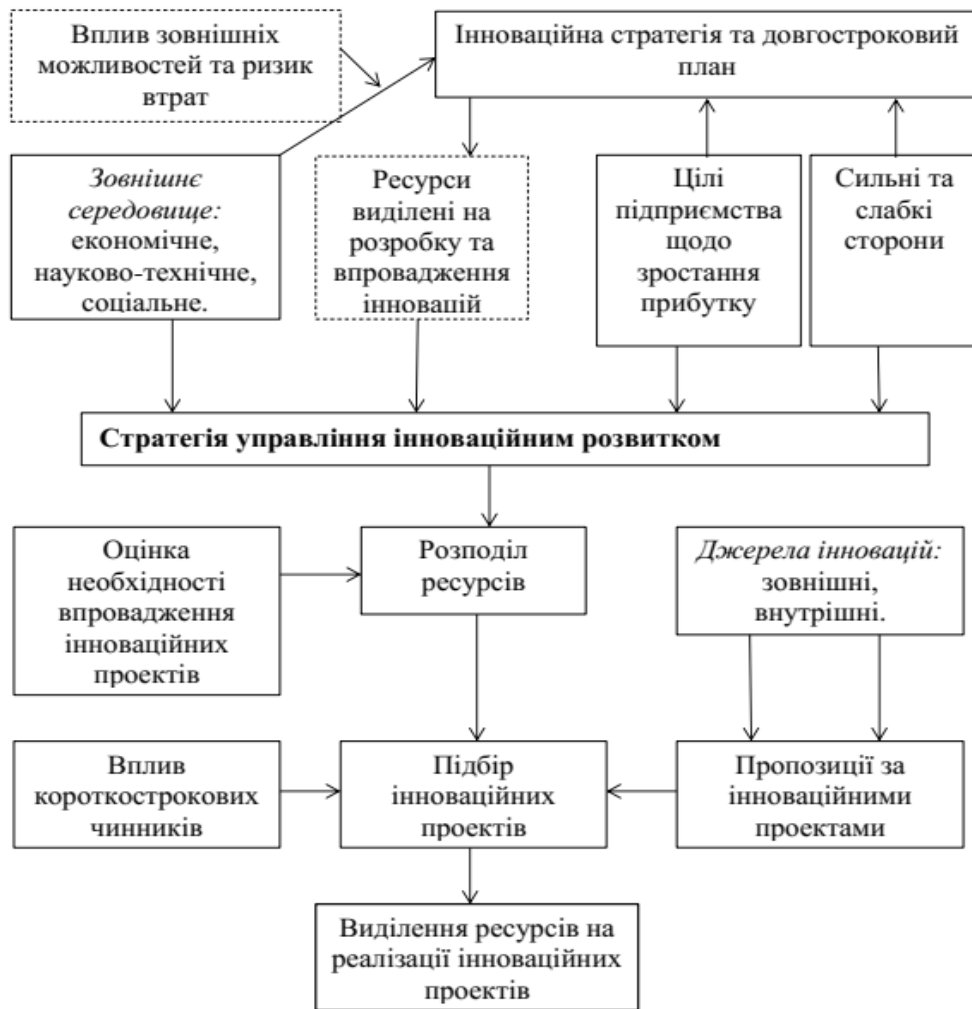 Вплив зовнішніх
можливостей та ризик
втрат
Інноваційна стратегія та довгостроковий
план
Зовнішнє
середовище:
економічне,
науково-технічне,
соціальне.
Ресурси
виділені на
розробку та
впровадження
інновацій
Цілі
підприємства
щодо
зростання
прибутку
Сильні та
слабкі
сторони
Стратегія управління інноваційним розвитком
Оцінка
необхідності
впровадження
інноваційних
проектів
Розподіл
ресурсів
Джерела інновацій:
зовнішні,
внутрішні.
Вплив
короткострокових
чинників
Підбір
інноваційних
проектів
Пропозиції за
інноваційними
проектами
Виділення ресурсів на
реалізації інноваційних
проектів